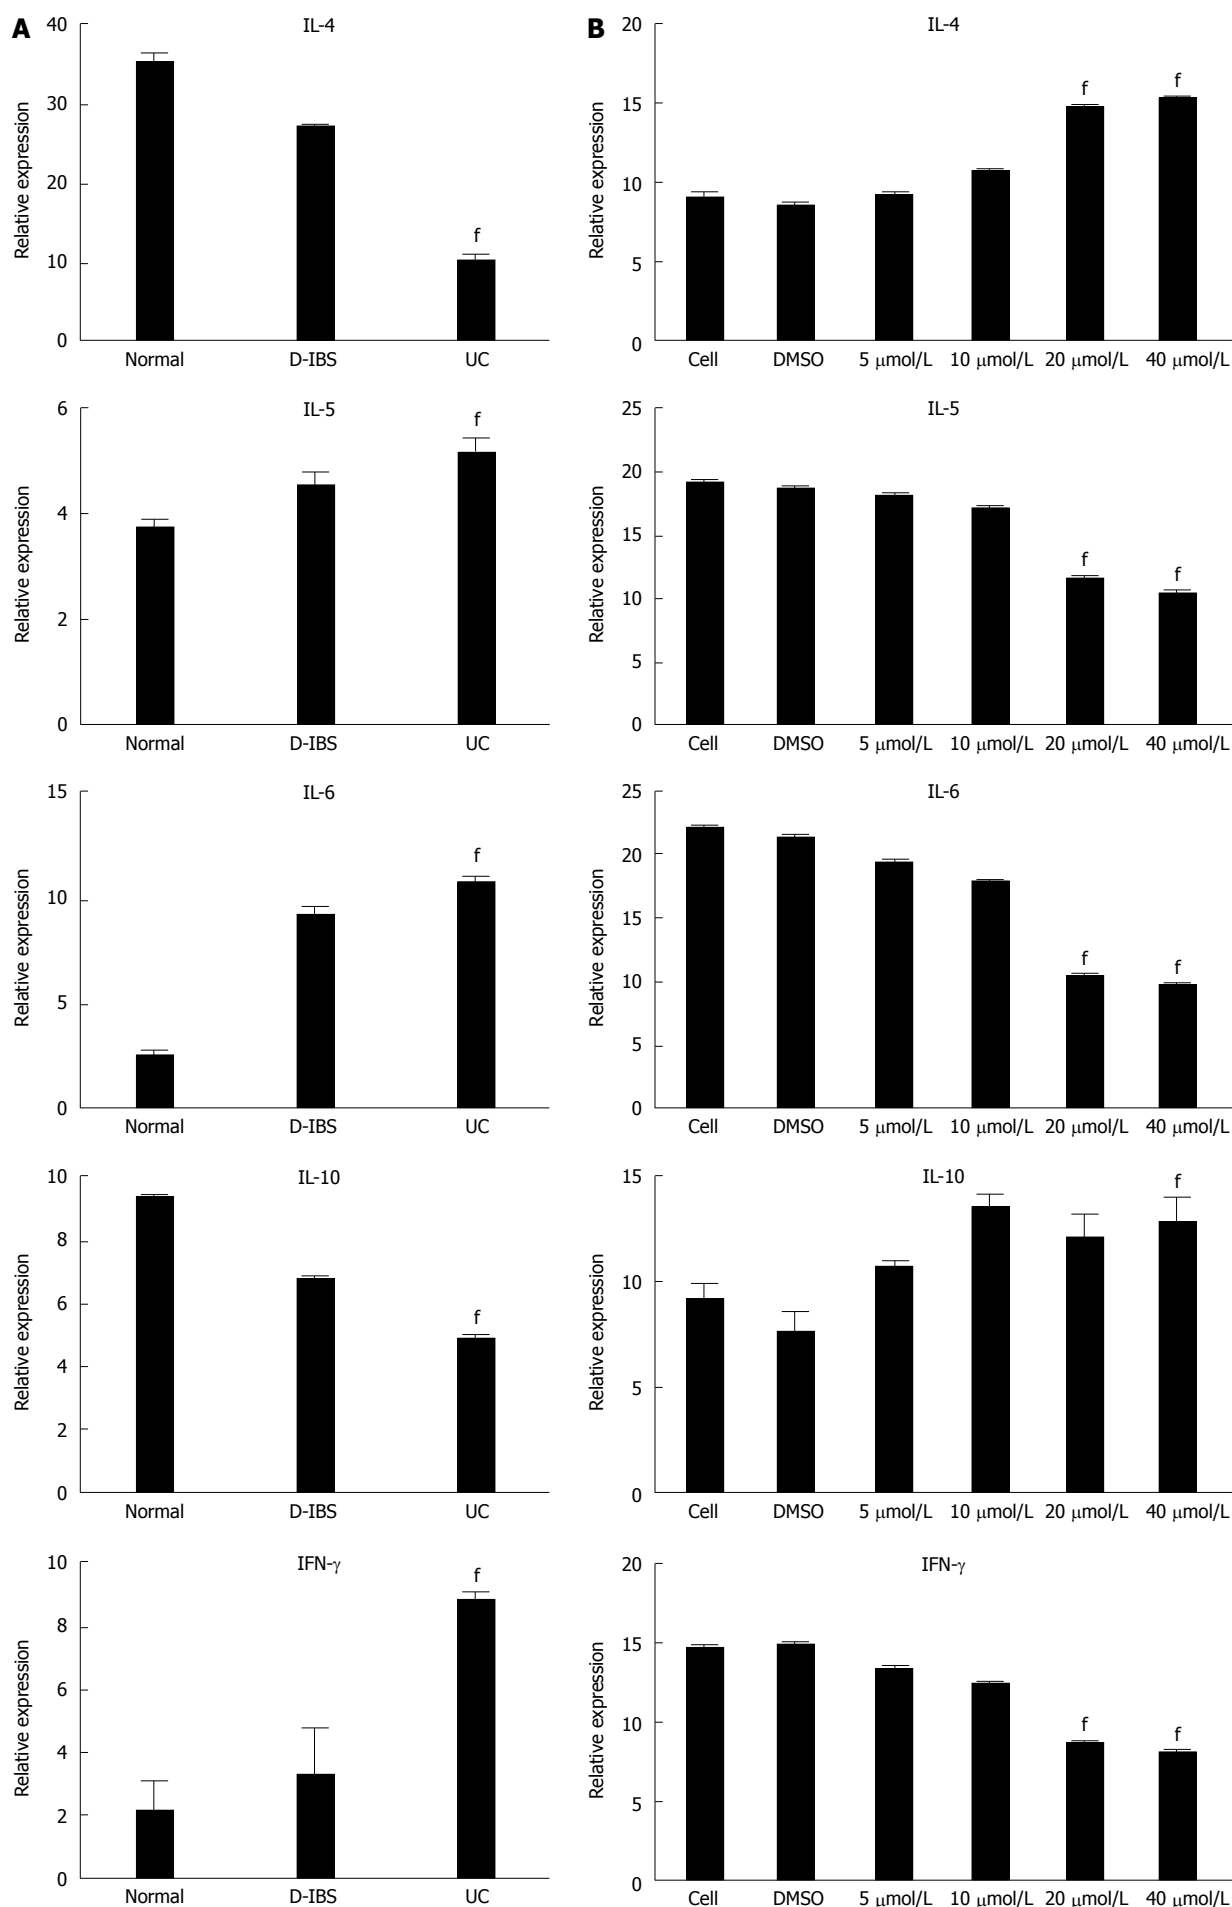 A
IL-4
40
30
20
10
0
Relative expression
f
Normal D-IBS UC
IL-5
6
4
2
0
Relative expression
f
Normal D-IBS UC
IL-6
15
10
5
0
Relative expression
f
Normal D-IBS UC
IL-10
10
8
6
4
2
0
Relative expression
f
Normal D-IBS UC
IFN-γ
10
8
6
4
2
0
Relative expression
f
Normal D-IBS UC
B
IL-4
20
15
10
5
0
Relative expression
f f
Cell DMSO 5 μmol/L 10 μmol/L 20 μmol/L 40 μmol/L
IL-5
25
20
15
10
5
0
Relative expression
f f
Cell DMSO 5 μmol/L 10 μmol/L 20 μmol/L 40 μmol/L
IL-6
25
20
15
10
5
0
Relative expression
f f
Cell DMSO 5 μmol/L 10 μmol/L 20 μmol/L 40 μmol/L
IL-10
15
10
5
0
Relative expression
f
Cell DMSO 5 μmol/L 10 μmol/L 20 μmol/L 40 μmol/L
IFN-γ
20
15
10
5
0
Relative expression
f f
Cell DMSO 5 μmol/L 10 μmol/L 20 μmol/L 40 μmol/L